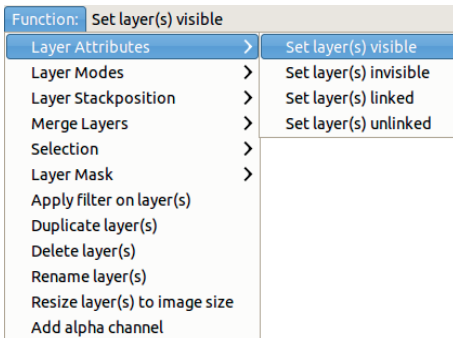 Function: Set layer(s) visible
Layer Attributes
Set layer(s) visible
Layer Modes
Set layer(s) invisible
Layer Stackposition
Set layer(s) linked
Merge Layers
Set layer(s) unlinked
Selection
Layer Mask
Apply filter on layer(s)
Duplicate layer(s)
Delete layer(s)
Rename layer(s)
Resize layer(s) to image size
Add alpha channel